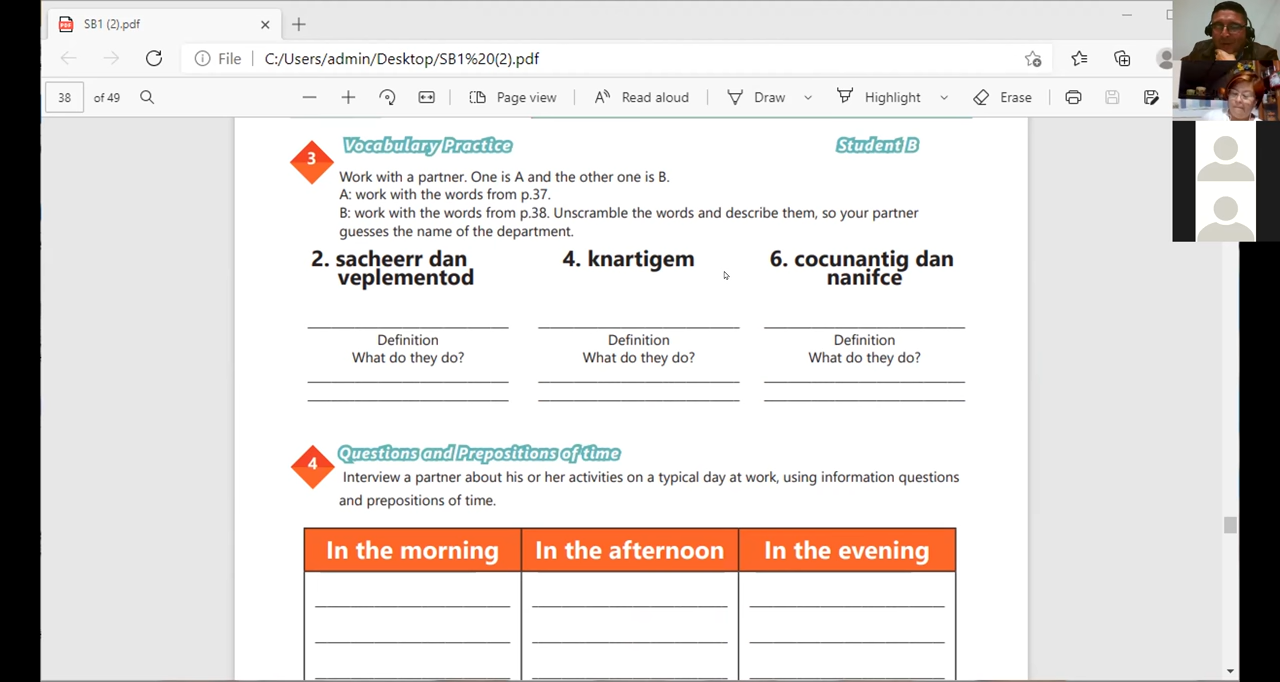 SB1 (2).pdf
File C:/Users/admin/Desktop/SB1%20(2).pdf
38 of 49 Page view Read aloud Draw Highlight Erase
3 Vocabulary Practice Student B
Work with a partner. One is A and the other one is B.
A: work with the words from p.37.
B: work with the words from p.38. Unscramble the words and describe them, so your partner
guesses the name of the department.
2. sacheerr dan 4. knartigem 6. cocunantig dan
veplementod nanifce
Definition Definition Definition
What do they do? What do they do? What do they do?
4 Questions and Prepositions of time
Interview a partner about his or her activities on a typical day at work, using information questions
and prepositions of time.
In the morning In the afternoon In the evening